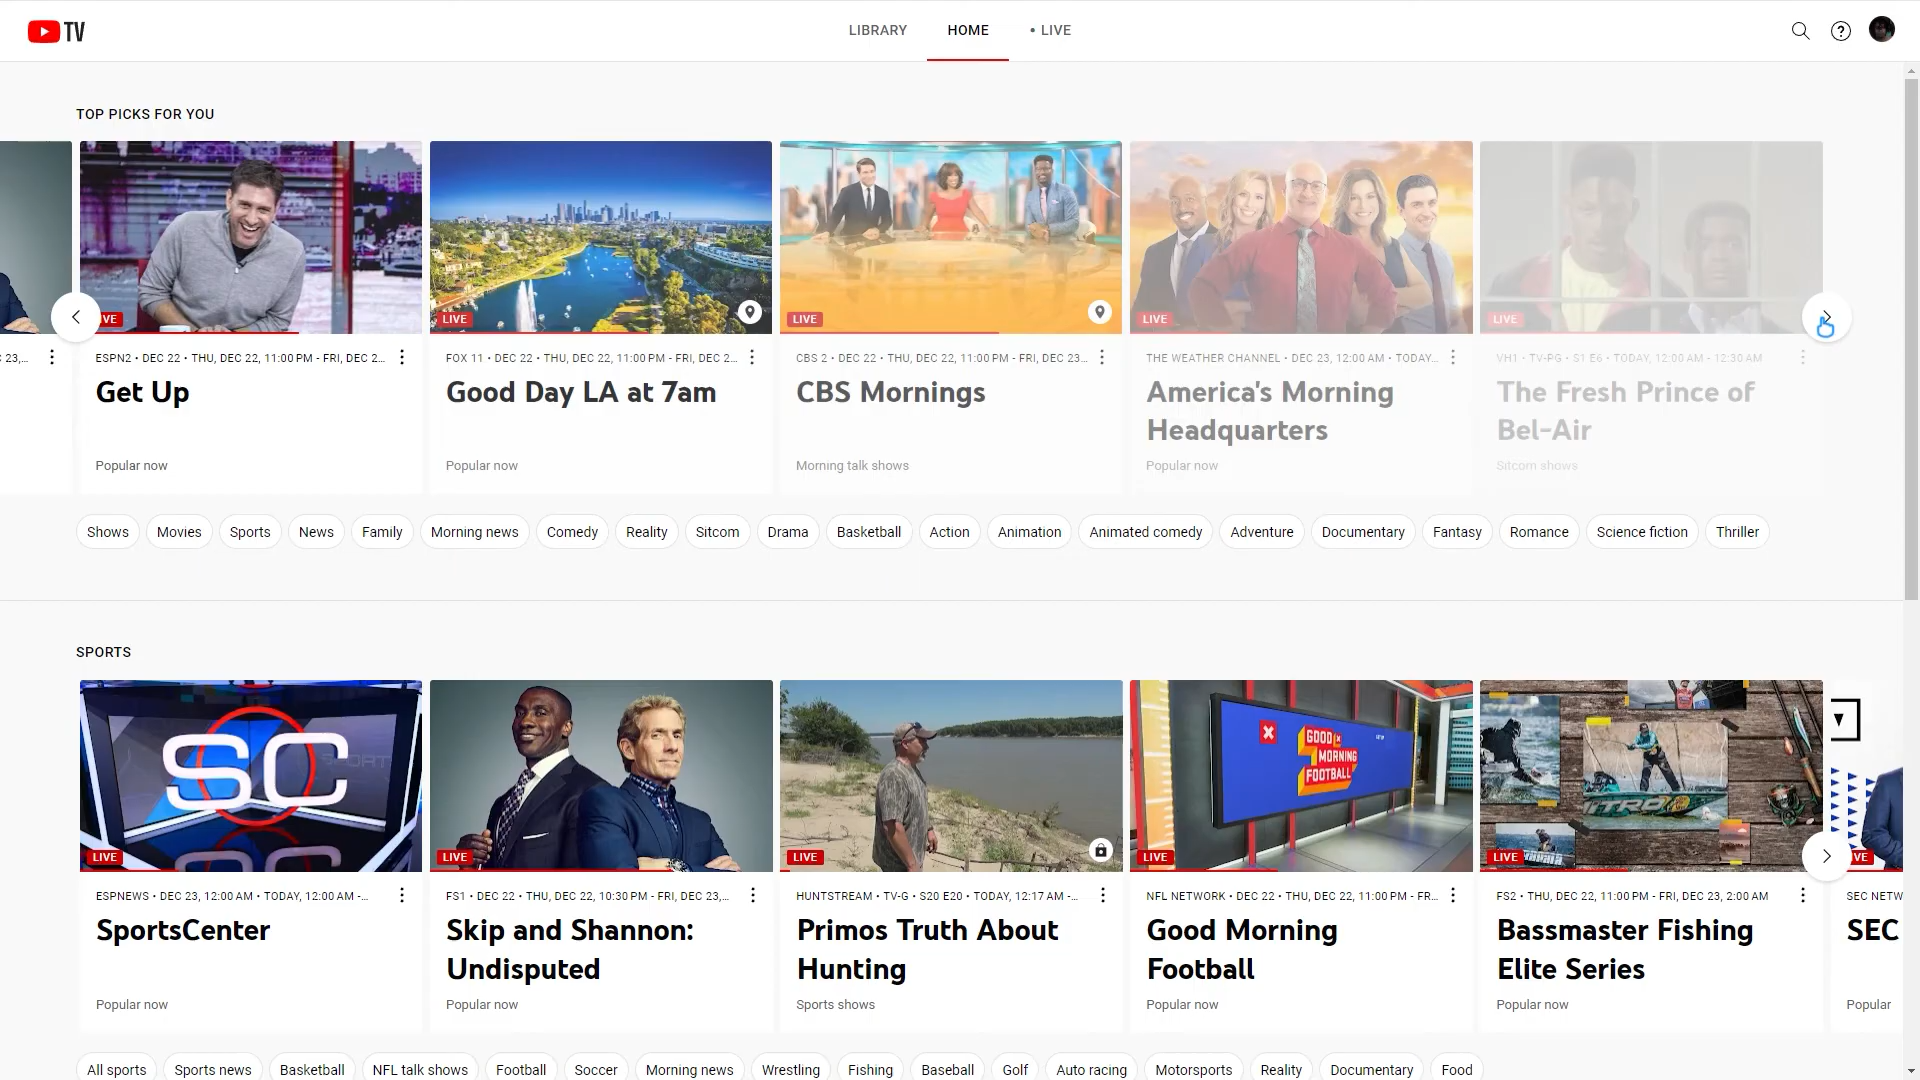 TV
LIBRARY
HOME
• LIVE
TOP PICKS FOR YOU
VE
LIVE
LIVE
LIVE
LIVE
23,...
ESPN2 • DEC 22 • THU, DEC 22, 11:00 PM - FRI, DEC 2...
FOX 11 • DEC 22 • THU, DEC 22, 11:00 PM - FRI, DEC 2...
CBS 2 • DEC 22 • THU, DEC 22, 11:00 PM - FRI, DEC 23...
THE WEATHER CHANNEL • DEC 23, 12:00 AM • TODAY...
VH1 • TV-PG • S1 E6 • TODAY, 12:00 AM - 12:30 AM
Get Up
Good Day LA at 7am
CBS Mornings
America's Morning
Headquarters
The Fresh Prince of
Bel-Air
Popular now
Popular now
Morning talk shows
Popular now
Sitcom shows
Shows
Movies
Sports
News
Family
Morning news
Comedy
Reality
Sitcom
Drama
Basketball
Action
Animation
Animated comedy
Adventure
Documentary
Fantasy
Romance
Science fiction
Thriller
SPORTS
SC
GOOD
MORNING
FOOTBALL
NITRO
LIVE
LIVE
LIVE
LIVE
LIVE
VE
ESPNEWS • DEC 23, 12:00 AM • TODAY, 12:00 AM -...
FS1 • DEC 22 • THU, DEC 22, 10:30 PM - FRI, DEC 23,...
HUNTSTREAM • TV-G • S20 E20 • TODAY, 12:17 AM -...
NFL NETWORK • DEC 22 • THU, DEC 22, 11:00 PM - FR...
FS2 • THU, DEC 22, 11:00 PM - FRI, DEC 23, 2:00 AM
SEC NETW
SportsCenter
Skip and Shannon:
Undisputed
Primos Truth About
Hunting
Good Morning
Football
Bassmaster Fishing
Elite Series
SEC
Popular now
Popular now
Sports shows
Popular now
Popular now
Popular
All sports
Sports news
Basketball
NFL talk shows
Football
Soccer
Morning news
Wrestling
Fishing
Baseball
Golf
Auto racing
Motorsports
Reality
Documentary
Food